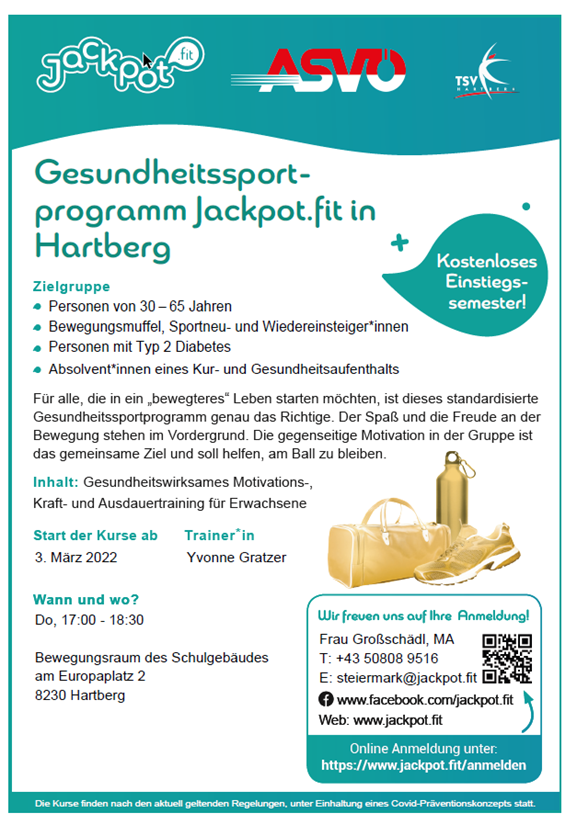 Jackpot.fit
ASVÖ
TSV
HARTBERG
Gesundheitssport-
programm Jackpot.fit in
Hartberg
Kostenloses
Einstiegs-
semester!
Zielgruppe
Personen von 30 – 65 Jahren
Bewegungsmuffel, Sportneu- und Wiedereinsteiger*innen
Personen mit Typ 2 Diabetes
Absolvent*innen eines Kur- und Gesundheitsaufenthalts
Für alle, die in ein „bewegteres“ Leben starten möchten, ist dieses standardisierte
Gesundheitssportprogramm genau das Richtige. Der Spaß und die Freude an der
Bewegung stehen im Vordergrund. Die gegenseitige Motivation in der Gruppe ist
das gemeinsame Ziel und soll helfen, am Ball zu bleiben.
Inhalt: Gesundheitswirksames Motivations-,
Kraft- und Ausdauertraining für Erwachsene
Start der Kurse ab
3. März 2022
Trainer*in
Yvonne Gratzer
Wann und wo?
Do, 17:00 - 18:30
Bewegungsraum des Schulgebäudes
am Europaplatz 2
8230 Hartberg
Wir freuen uns auf Ihre Anmeldung!
Frau Großschädl, MA
T: +43 50808 9516
E: steiermark@jackpot.fit
www.facebook.com/jackpot.fit
Web: www.jackpot.fit
Online Anmeldung unter:
https://www.jackpot.fit/anmelden
Die Kurse finden nach den aktuell geltenden Regelungen, unter Einhaltung eines Covid-Präventionskonzepts statt.